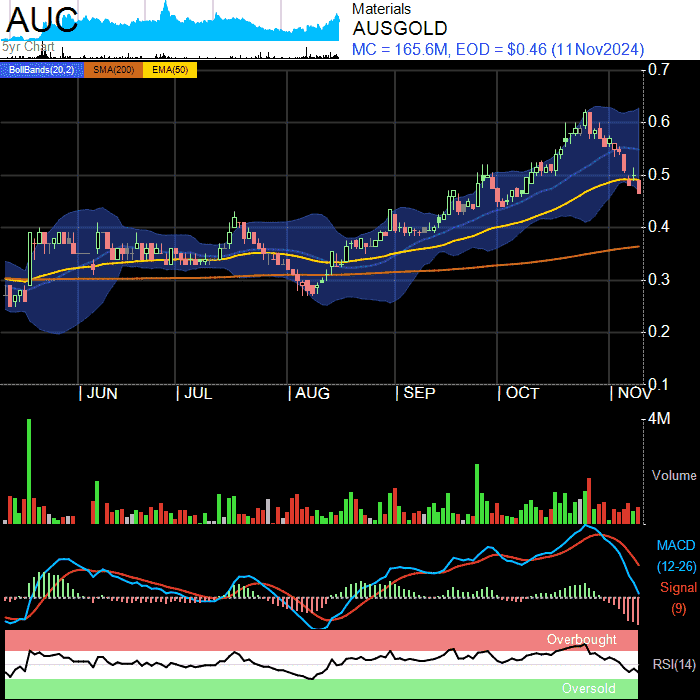 AUC
5yr Chart
Materials
AUSGOLD
MC = 165.6M, EOD = $0.46 (11Nov2024)
BollBands(20,2) SMA(200) EMA(50)
0.7
0.6
0.5
0.4
0.3
0.2
0.1
JUN JUL AUG SEP OCT NOV
4M
Volume
MACD
(12-26)
Signal
(9)
Overbought
RSI(14)
Oversold